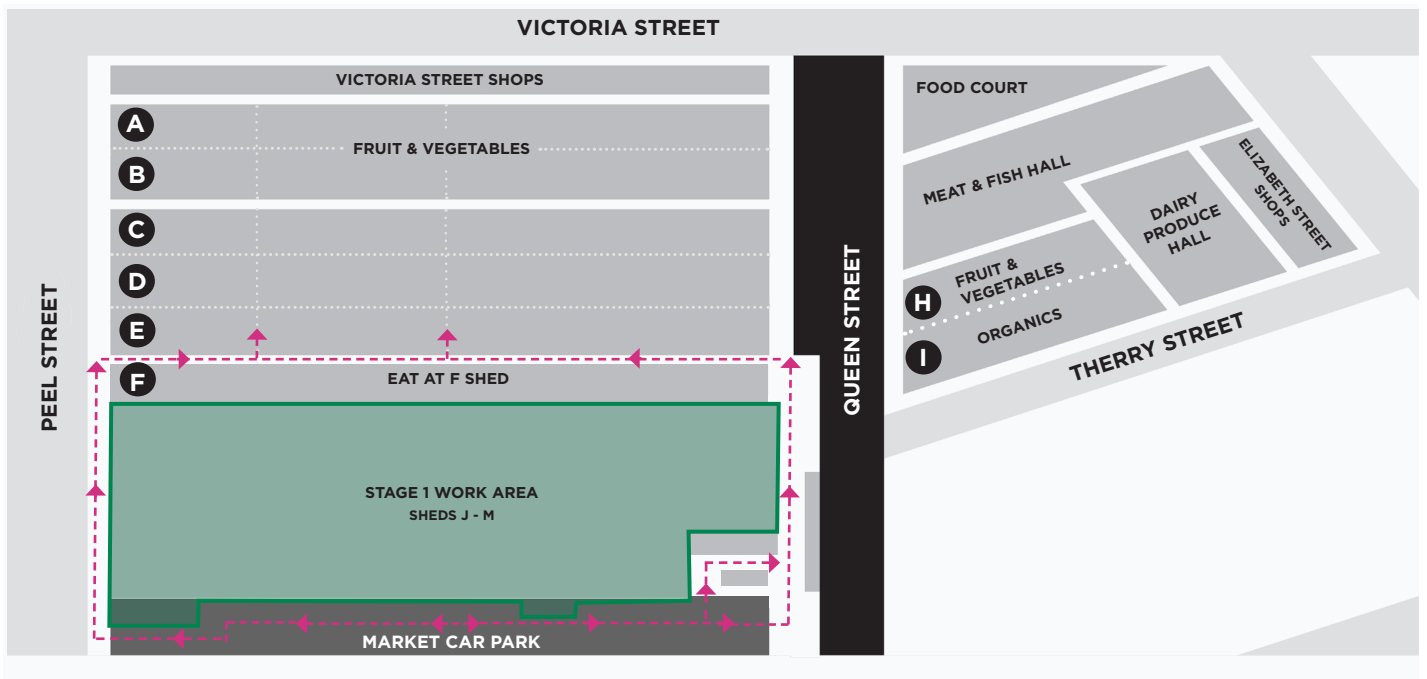 VICTORIA STREET
VICTORIA STREET SHOPS
A
FRUIT & VEGETABLES
B
C
D
E
F
EAT AT F SHED
STAGE 1 WORK AREA
SHEDS J - M
MARKET CAR PARK
PEEL STREET
QUEEN STREET
FOOD COURT
MEAT & FISH HALL
DAIRY
PRODUCE
HALL
ELIZABETH STREET
SHOPS
H
FRUIT &
VEGETABLES
I
ORGANICS
THERRY STREET